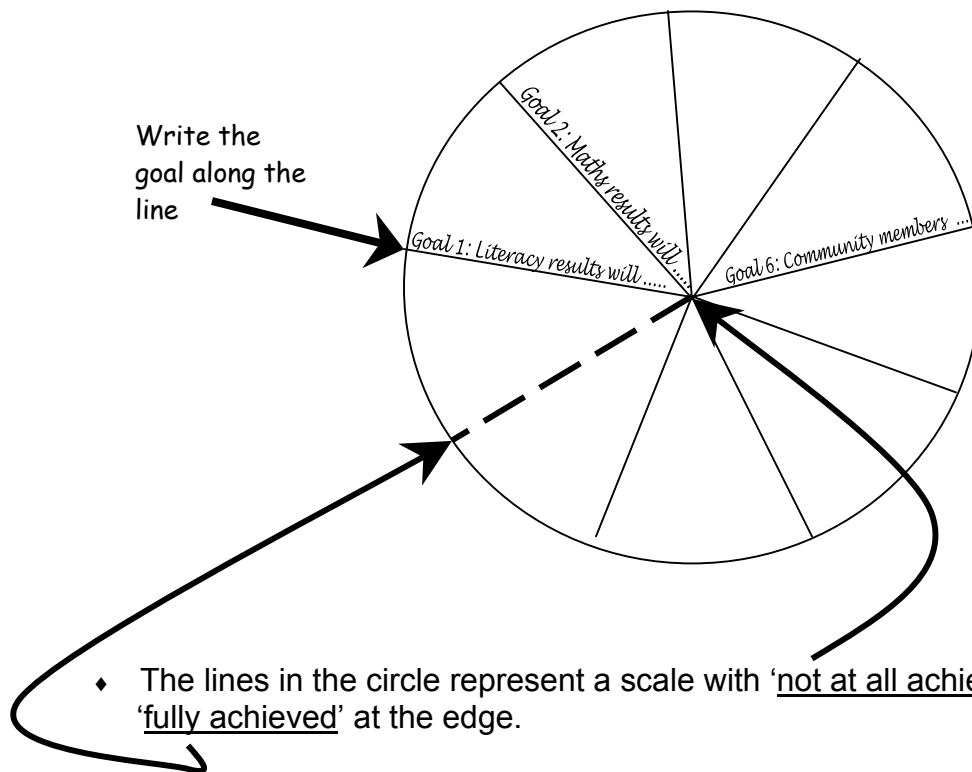 Write the
goal along the
line
Goal 1: Literacy results will .....
Goal 2: Maths results will .....
Goal 6: Community members ...
♦ The lines in the circle represent a scale with ‘not at all
‘fully achieved’ at the edge.